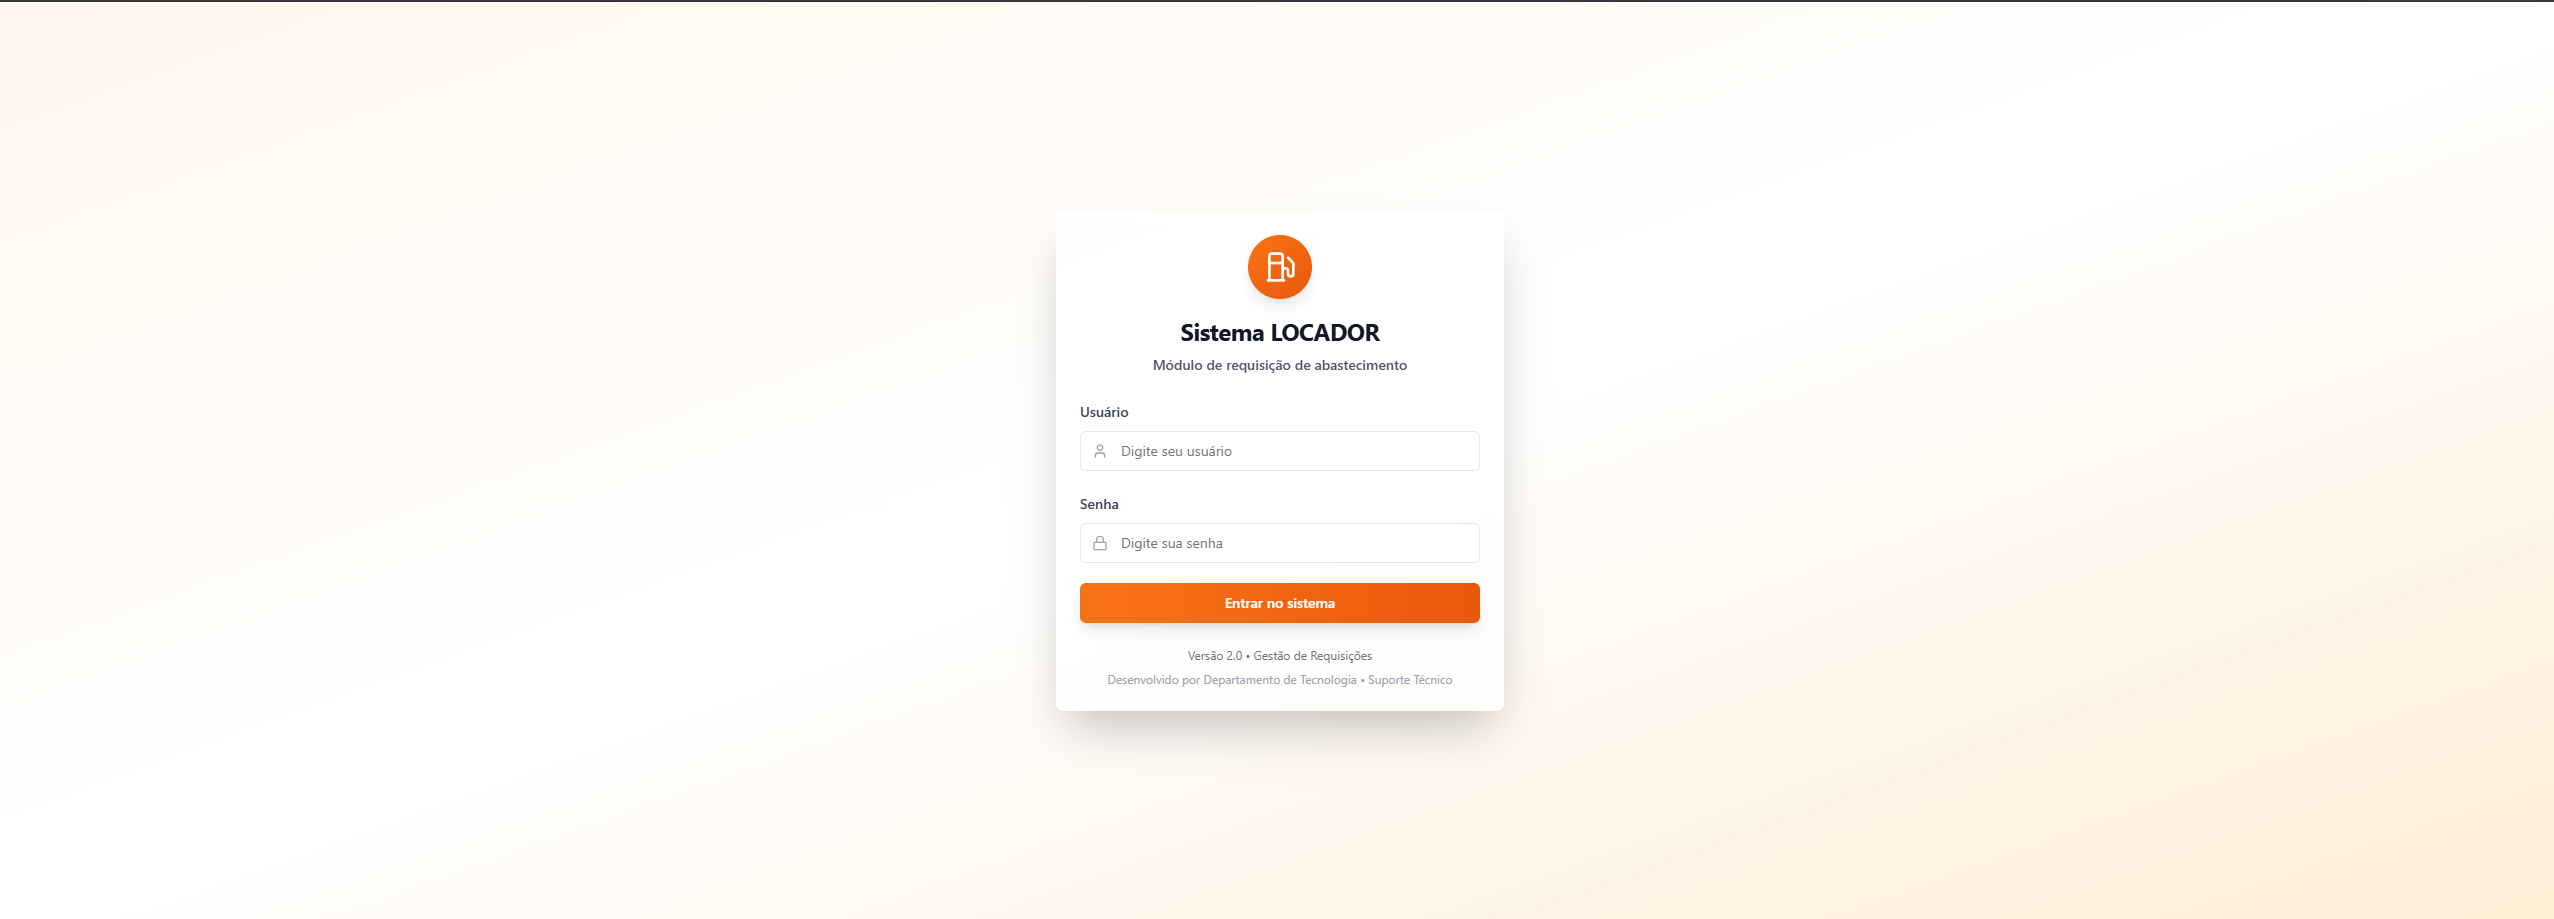 Sistema LOCADOR
Módulo de requisição de abastecimento
Usuário
Digite seu usuário
Senha
Digite sua senha
Entrar no sistema
Versão 2.0 • Gestão de Requisições
Desenvolvido por Departamento de Tecnologia • Suporte Técnico